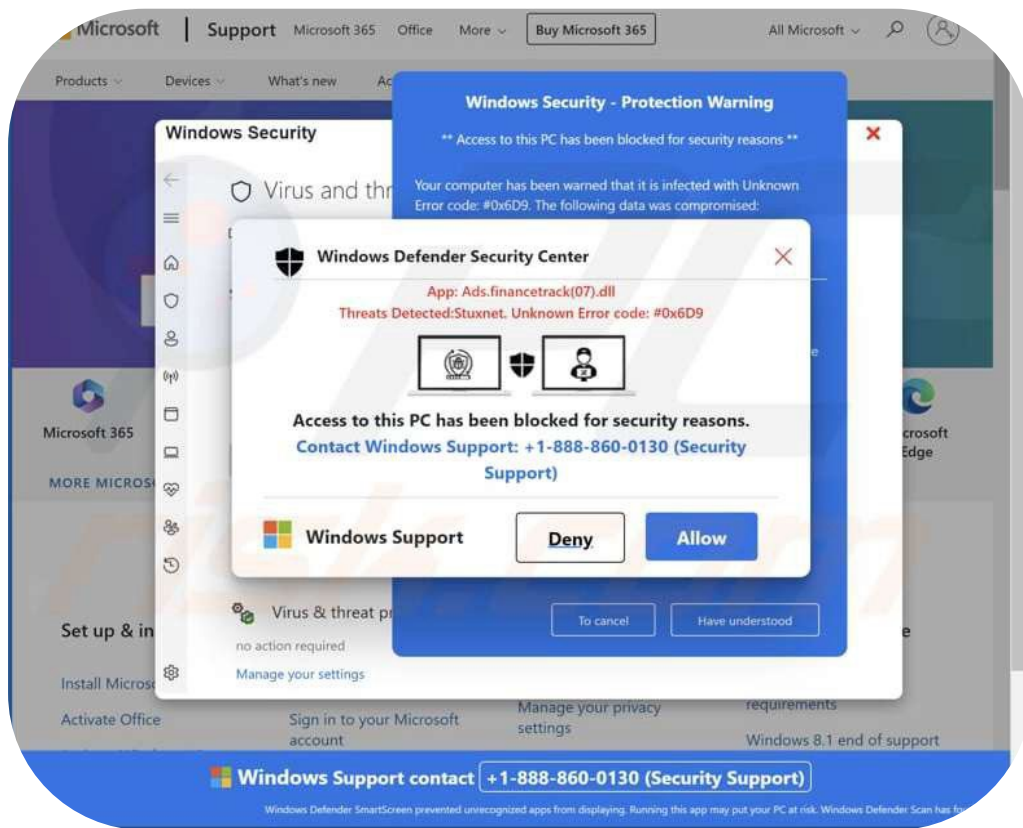 Microsoft | Support Microsoft 365 Office More Buy Microsoft 365 All Microsoft
Products Devices What's new Ac
Windows Security - Protection Warning
** Access to this PC has been blocked for security reasons **
Your computer has been warned that it is infected with Unknown
Error code: #0x6D9. The following data was compromised:
Windows Security
Virus and thr
Windows Defender Security Center
App: Ads.financetrack(07).dll
Threats Detected:Stuxnet. Unknown Error code: #0x6D9
Access to this PC has been blocked for security reasons.
Contact Windows Support: +1-888-860-0130 (Security
Support)
Windows Support Deny Allow
Microsoft 365
crosoft
Edge
MORE MICROS
Virus & threat pr
no action required
Manage your settings
To cancel Have understood
Set up & in
e
Install Microso
Activate Office
Sign in to your Microsoft
account
Manage your privacy
settings
requirements
Windows 8.1 end of support
Windows Support contact +1-888-860-0130 (Security Support)
Windows Defender SmartScreen prevented unrecognized apps from displaying. Running this app may put your PC at risk. Windows Defender Scan has fo